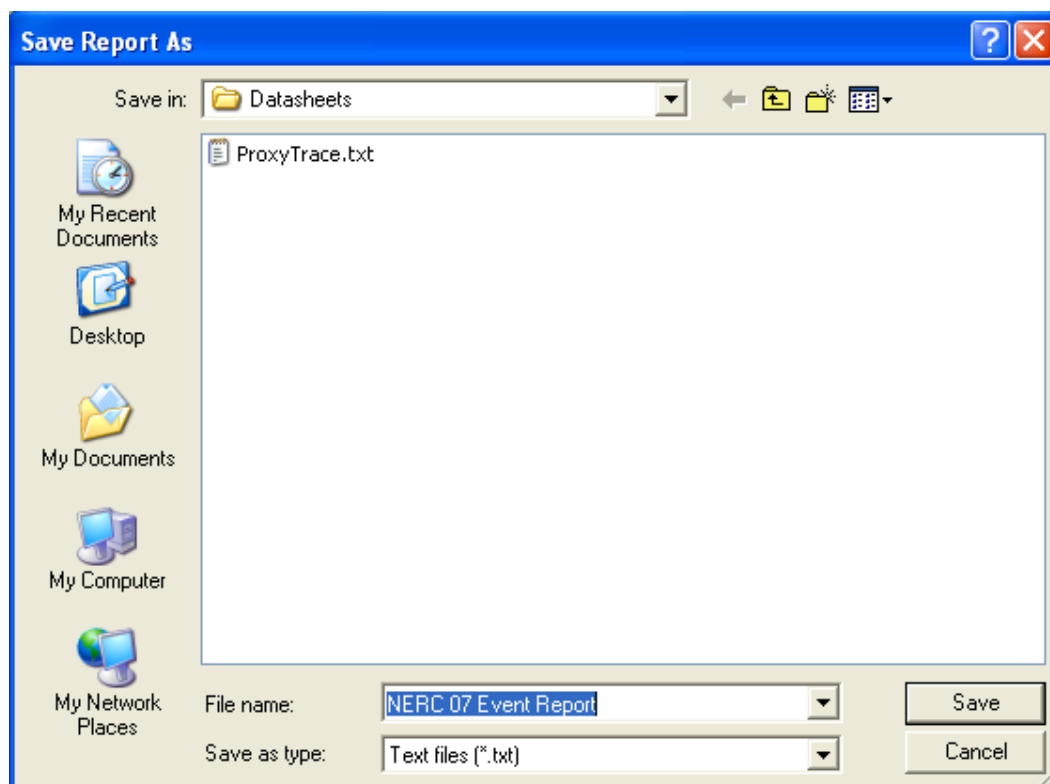 Save Report As
Save in:
Datasheets
ProxyTrace.txt
My Recent
Documents
Desktop
My Documents
My Computer
My Network
Places
File name:
NERC 07 Event Report
Save
Save as type:
Text files (*.txt)
Cancel